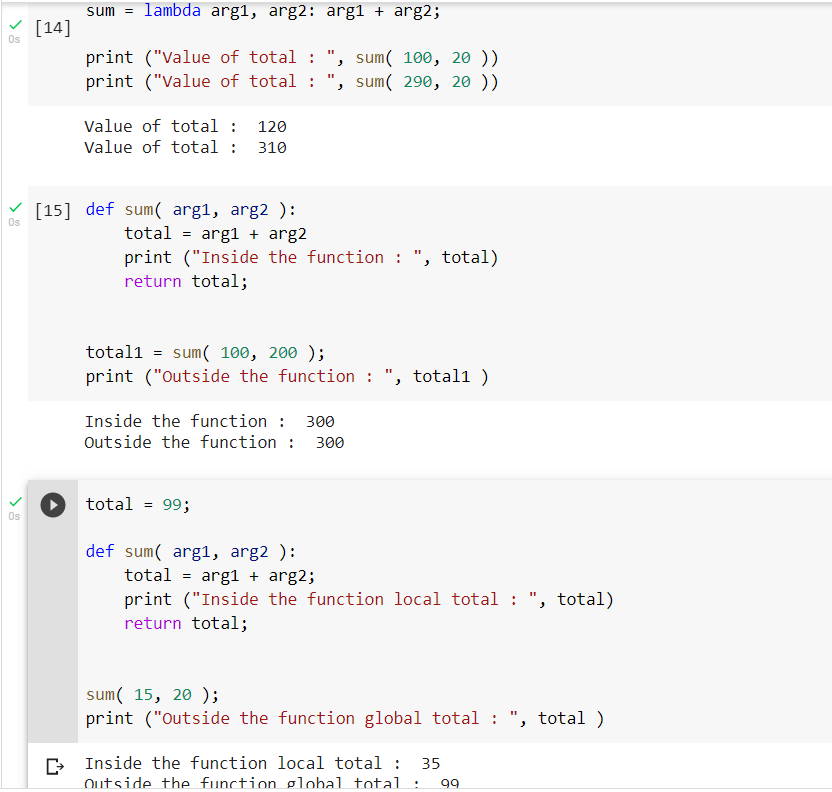 sum = lambda arg1, arg2: arg1 + arg2;
0s
[14]
print ("Value of total : ", sum( 100, 20 ))
print ("Value of total : ", sum( 290, 20 ))
Value of total :  120
Value of total :  310
0s
[15] def sum( arg1, arg2 ):
total = arg1 + arg2
print ("Inside the function : ", total)
return total;
total1 = sum( 100, 200 );
print ("Outside the function : ", total1 )
Inside the function :  300
Outside the function :  300
0s
total = 99;
def sum( arg1, arg2 ):
total = arg1 + arg2;
print ("Inside the function local total : ", total)
return total;
sum( 15, 20 );
print ("Outside the function global total : ", total )
Inside the function local total :  35
Outside the function global total :  99